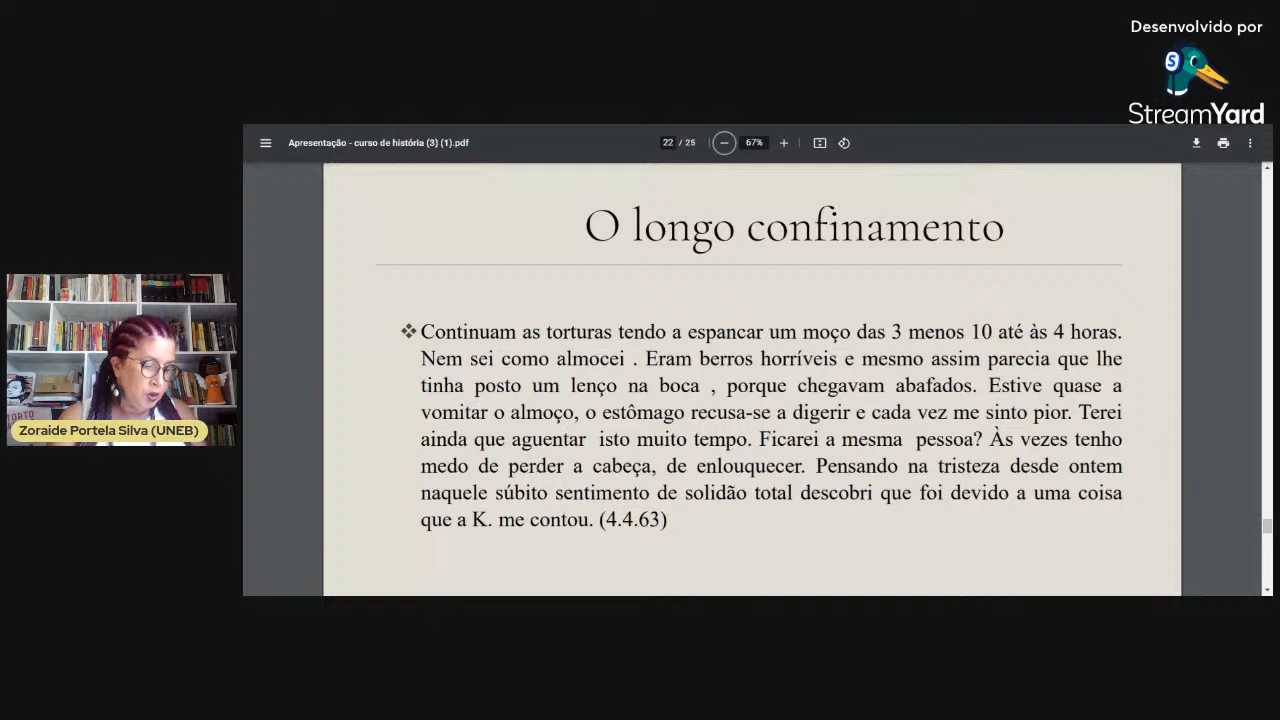 Desenvolvido por
StreamYard
Apresentação - curso de história (3) (1).pdf
22 / 25
67%
O longo confinamento
❖ Continuam as torturas tendo a espancar um moço das 3 menos 10 até às 4 horas.
Nem sei como almocei . Eram berros horríveis e mesmo assim parecia que lhe
tinha posto um lenço na boca , porque chegavam abafados. Estive quase a
vomitar o almoço, o estômago recusa-se a digerir e cada vez me sinto pior. Terei
ainda que aguentar isto muito tempo. Ficarei a mesma pessoa? Às vezes tenho
medo de perder a cabeça, de enlouquecer. Pensando na tristeza desde ontem
naquele súbito sentimento de solidão total descobri que foi devido a uma coisa
que a K. me contou. (4.4.63)
Zoraide Portela Silva (UNEB)